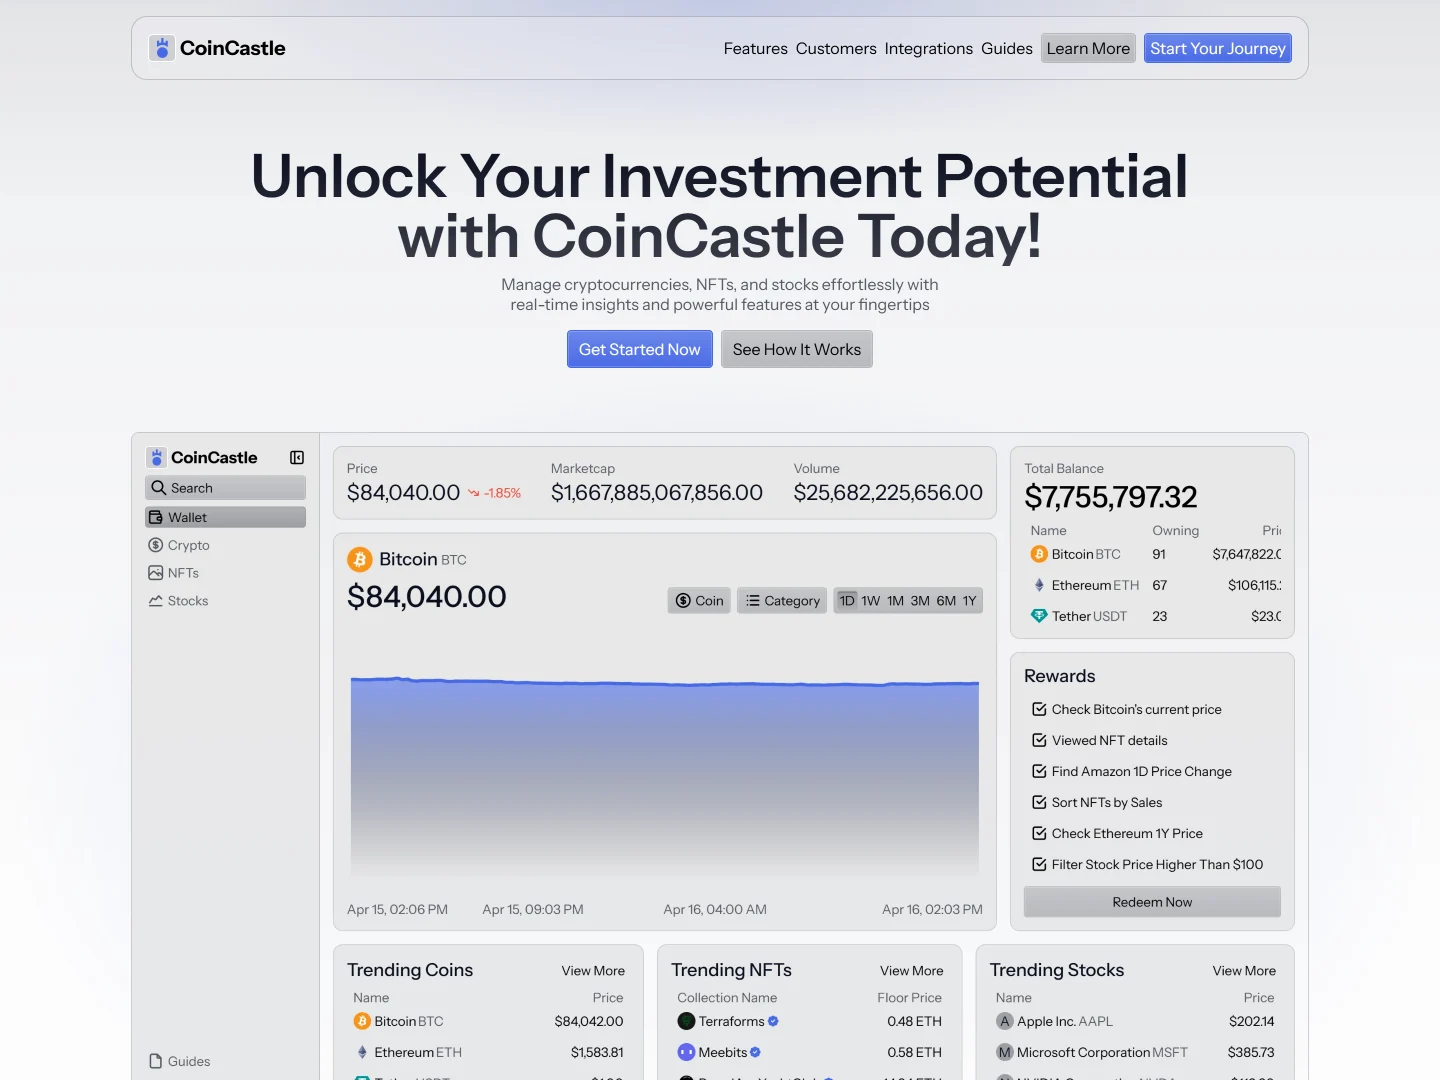 CoinCastle
Features Customers Integrations Guides Learn More Start Your Journey
Unlock Your Investment Potential
with CoinCastle Today!
Manage cryptocurrencies, NFTs, and stocks effortlessly with
real-time insights and powerful features at your fingertips
Get Started Now See How It Works
CoinCastle
Search
Wallet
Crypto
NFTs
Stocks
Guides
Price
$84,040.00 -1.85%
Marketcap
$1,667,885,067,856.00
Volume
$25,682,225,656.00
Bitcoin BTC
$84,040.00
Coin Category 1D 1W 1M 3M 6M 1Y
Apr 15, 02:06 PM Apr 15, 09:03 PM Apr 16, 04:00 AM Apr 16, 02:03 PM
Total Balance
$7,755,797.32
Name Owning
Bitcoin BTC 91 $7,647,822.
Ethereum ETH 67 $106,115.
Tether USDT 23 $23.
Rewards
Check Bitcoin's current price
Viewed NFT details
Find Amazon 1D Price Change
Sort NFTs by Sales
Check Ethereum 1Y Price
Filter Stock Price Higher Than $100
Redeem Now
Trending Coins View More
Name Price
Bitcoin BTC $84,042.00
Ethereum ETH $1,583.81
Trending NFTs View More
Collection Name Floor Price
Terraforms 0.48 ETH
Meebits 0.58 ETH
Trending Stocks View More
Name Price
A Apple Inc. AAPL $202.14
M Microsoft Corporation MSFT $385.73